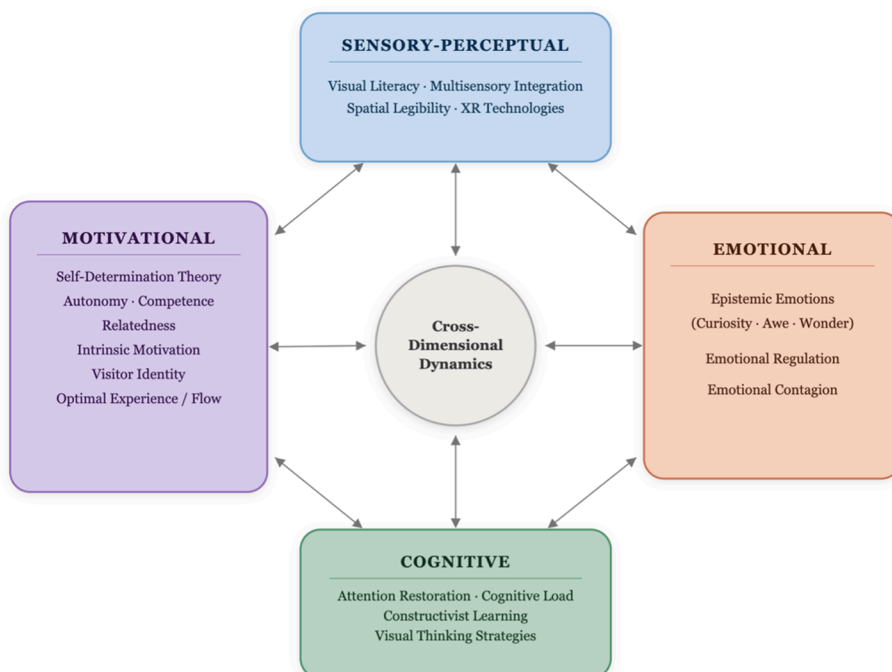 SENSORY-PERCEPTUAL
Visual Literacy · Multisensory Integration
Spatial Legibility · XR Technologies
MOTIVATIONAL
Self-Determination Theory
Autonomy · Competence
Relatedness
Intrinsic Motivation
Visitor Identity
Optimal Experience / Flow
Cross-
Dimensional
Dynamics
EMOTIONAL
Epistemic Emotions
(Curiosity · Awe · Wonder)
Emotional Regulation
Emotional Contagion
COGNITIVE
Attention Restoration · Cognitive Load
Constructivist Learning
Visual Thinking Strategies